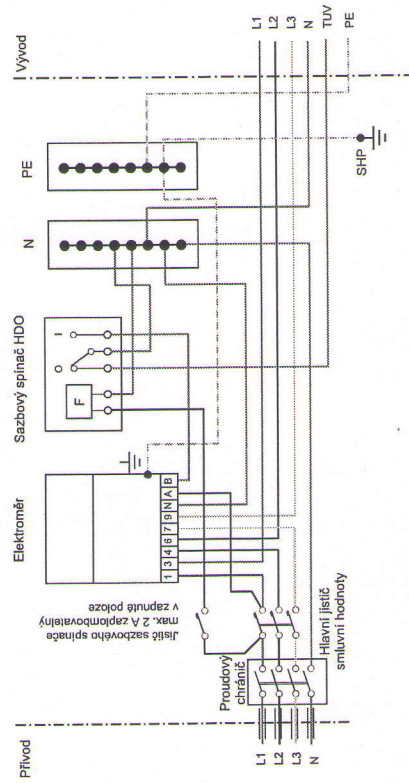 Přívod
Vývod
L1
L2
L3
N
Proudový
chránič
Hlavní jistič
smluvní hodnoty
Jistič sazbového spínače
max. 2 A zaplombovatelný
v zapnuté poloze
Elektroměr
1 3 4 6 7 9 N A B
Sazbový spínač HDO
F
O
I
N
PE
SHP
L1
L2
L3
N
TUV
PE